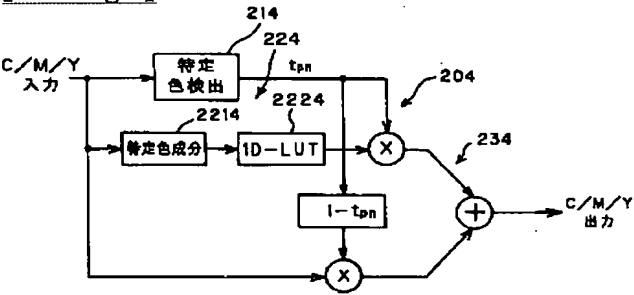 214
C/M/Y
入力
特定
色検出
tpn
224
204
2214
2224
特定色成分
1D-LUT
×
234
1-tpn
+
C/M/Y
出力
×